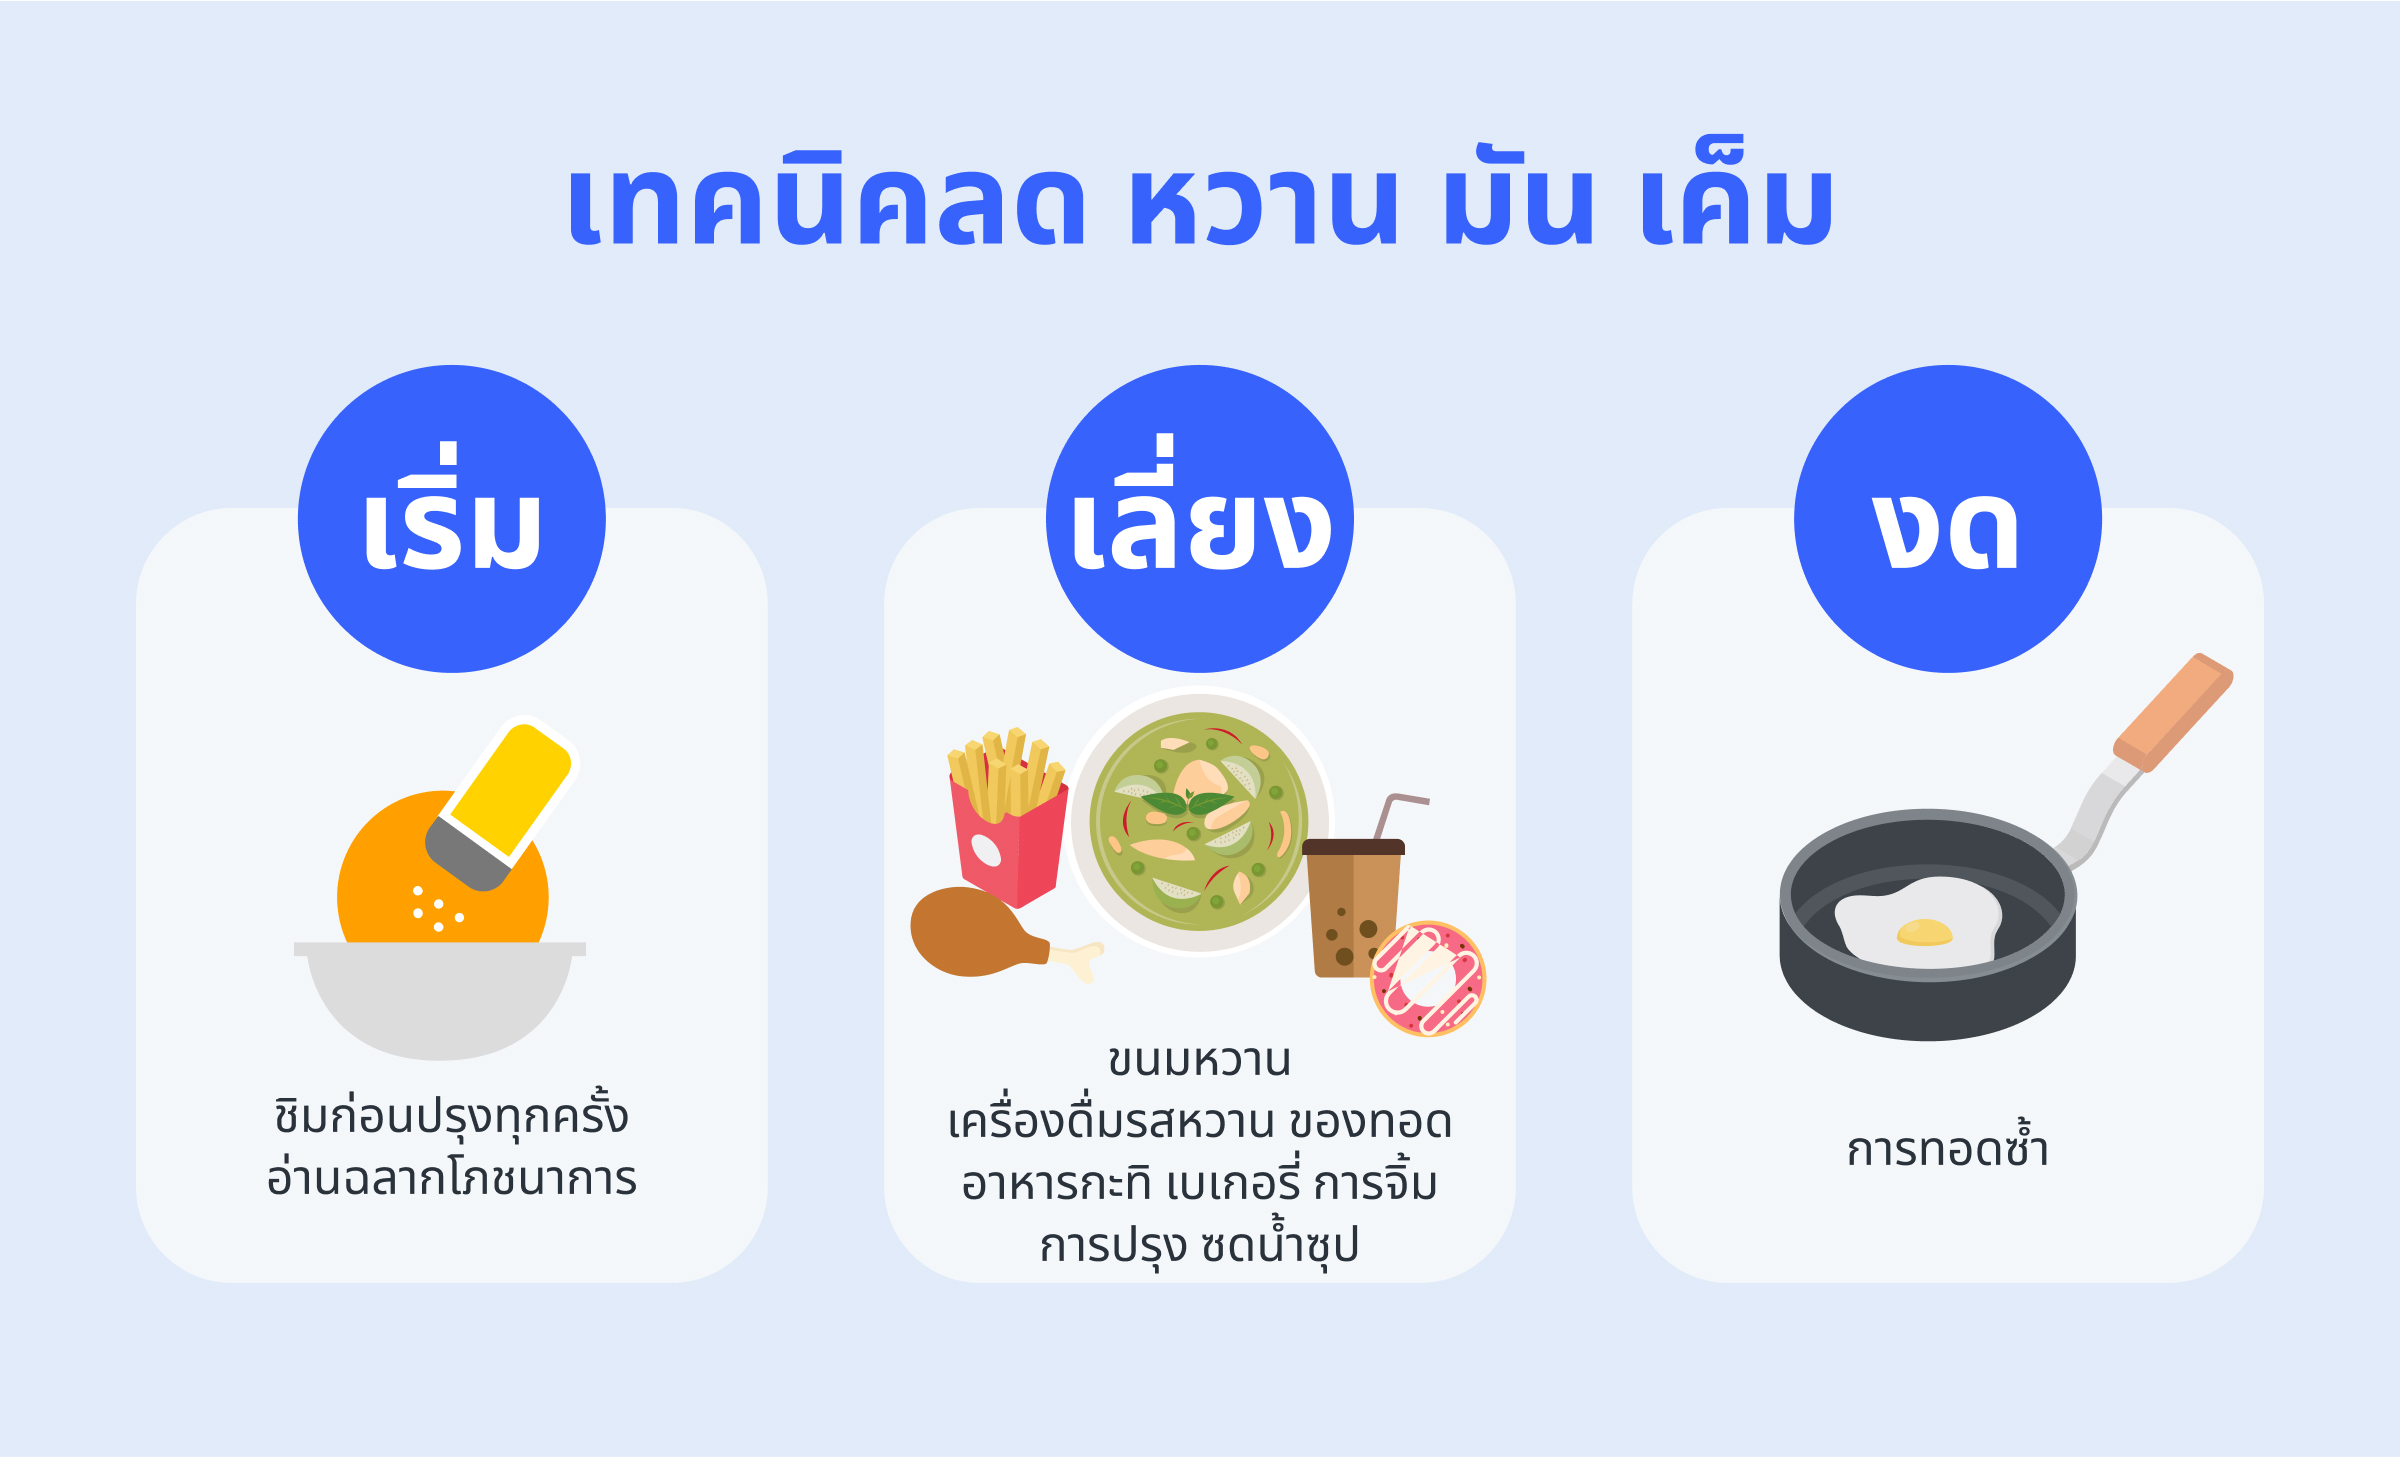 เทคนิคลด หวาน มัน เค็ม
เริ่ม
ชิมก่อนปรุงทุกครั้ง
อ่านฉลากโภชนาการ
เลี่ยง
ขนมหวาน
เครื่องดื่มรสหวาน ของทอด
อาหารกะทิ เบเกอรี่ การจิ้ม
การปรุง ซดน้ำซุป
งด
การทอดซ้ำ